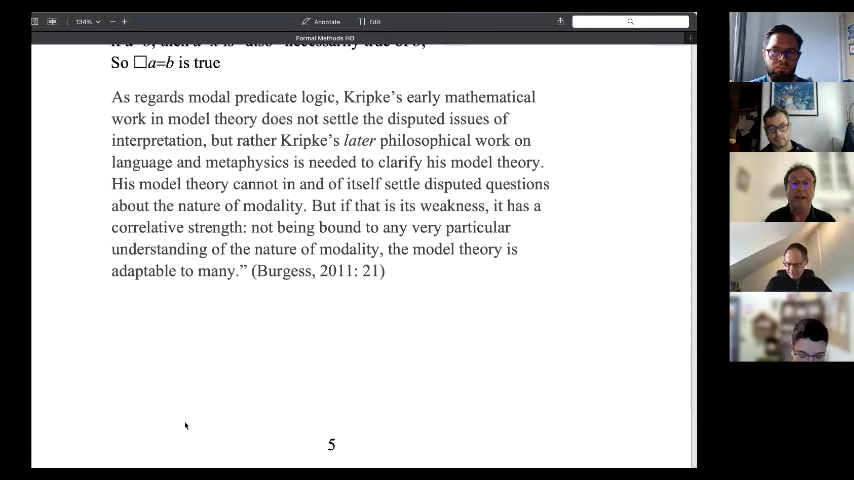 134%
Annotate
Edit
Formal Methods HO
So □a=b is true
As regards modal predicate logic, Kripke's early mathematical
work in model theory does not settle the disputed issues of
interpretation, but rather Kripke's later philosophical work on
language and metaphysics is needed to clarify his model theory.
His model theory cannot in and of itself settle disputed questions
about the nature of modality. But if that is its weakness, it has a
correlative strength: not being bound to any very particular
understanding of the nature of modality, the model theory is
adaptable to many.” (Burgess, 2011: 21)
5